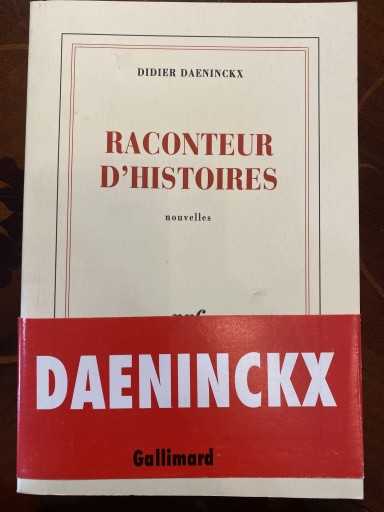 DIDIER DAENINCKX
RACONTEUR
D'HISTOIRES
nouvelles
DAENINCKX
Gallimard